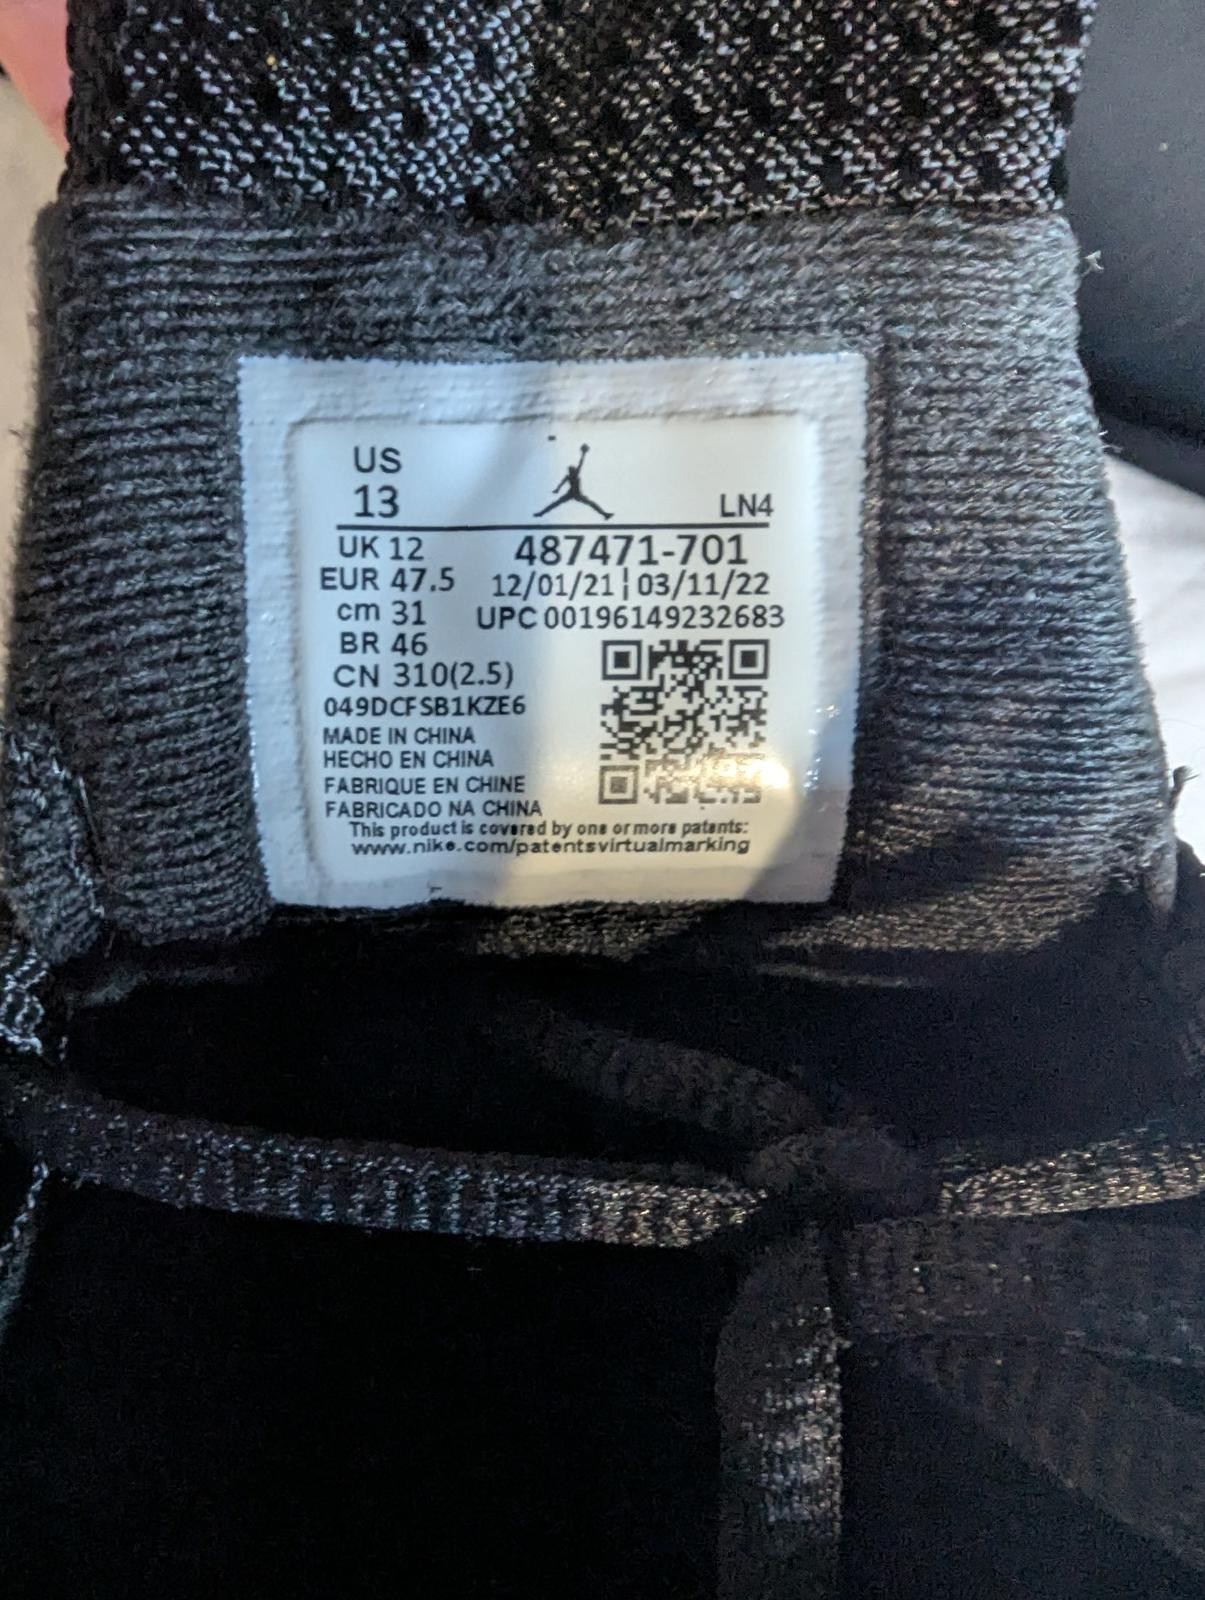 US
13
LN4
UK 12
487471-701
EUR 47.5
12/01/21 ¦ 03/11/22
cm 31
UPC 00196149232683
BR 46
CN 310(2.5)
049DCFSB1KZE6
MADE IN CHINA
HECHO EN CHINA
FABRIQUE EN CHINE
FABRICADO NA CHINA
This product is covered by one or more patents:
www.nike.com/patentsvirtualmarking